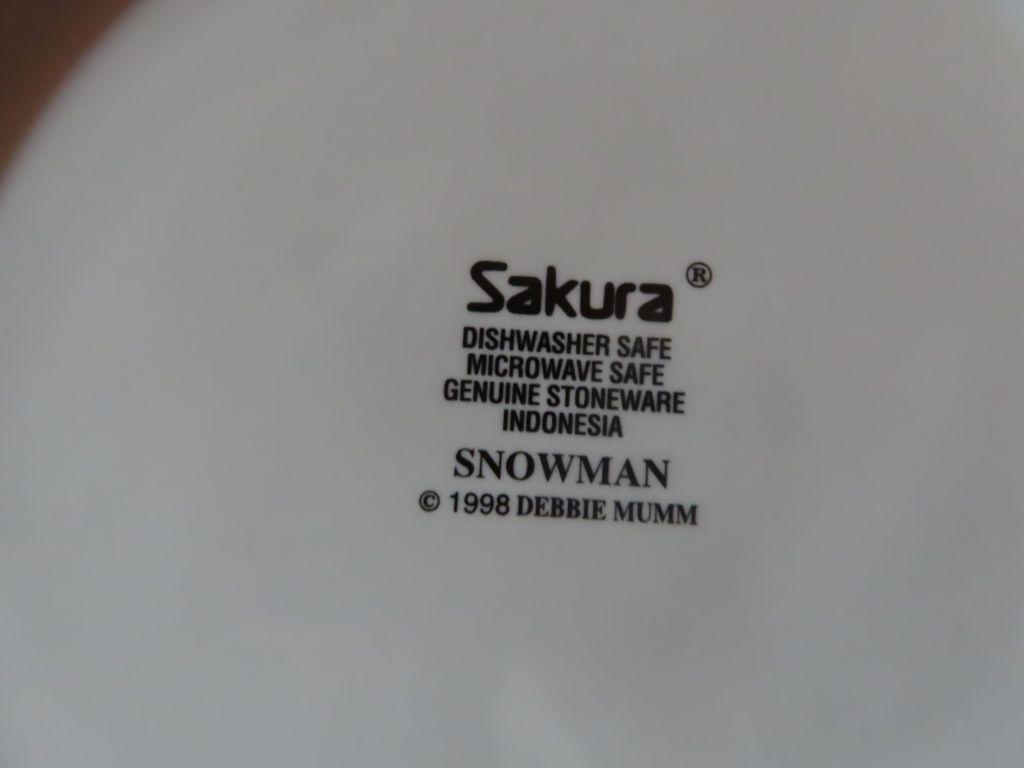 Sakura ®
DISHWASHER SAFE
MICROWAVE SAFE
GENUINE STONEWARE
INDONESIA
SNOWMAN
© 1998 DEBBIE MUMM